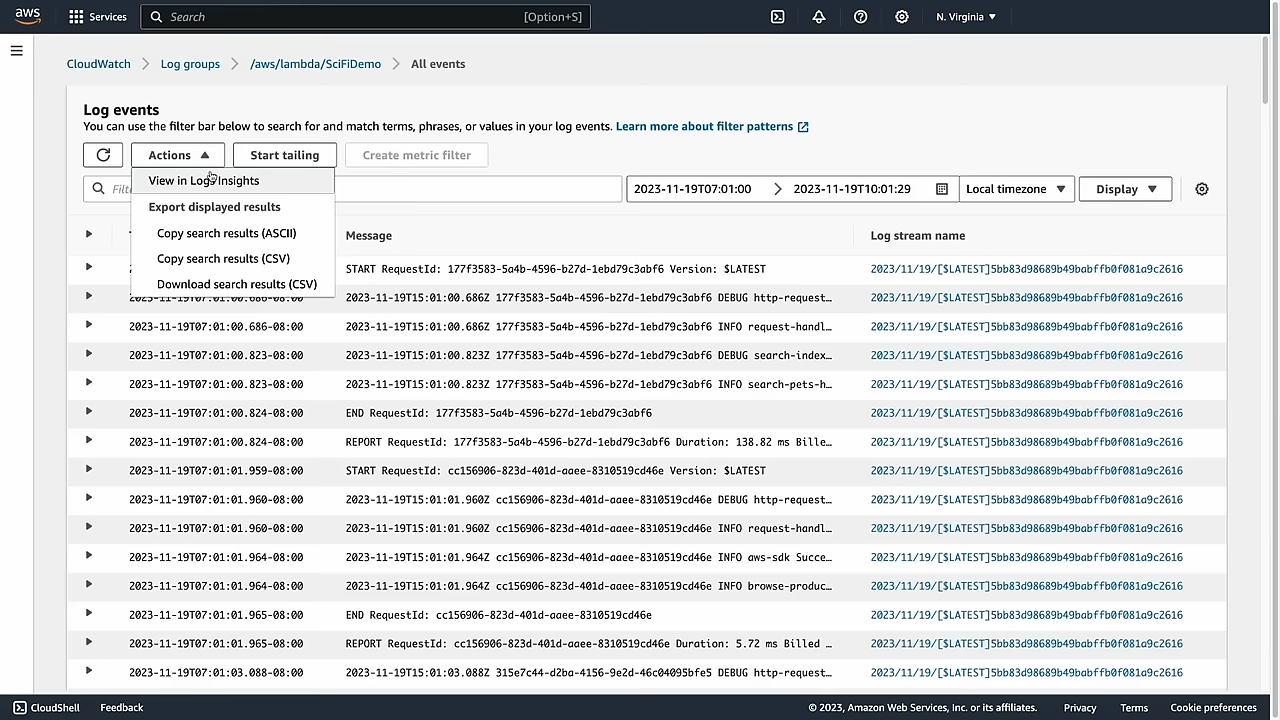 aws Services Search [Option+S] N. Virginia
CloudWatch Log groups /aws/lambda/SciFiDemo All events
Log events
You can use the filter bar below to search for and match terms, phrases, or values in your log events. Learn more about filter patterns
Actions Start tailing Create metric filter
View in Logs Insights
Export displayed results
Copy search results (ASCII)
Copy search results (CSV)
Download search results (CSV)
2023-11-19T07:01:00 2023-11-19T10:01:29 Local timezone Display
Message Log stream name
START RequestId: 177f3583-5a4b-4596-b27d-1ebd79c3abf6 Version: $LATEST 2023/11/19/[$LATEST]5bb83d98689b49babffb0f081a9c2616
2023-11-19T07:01:00.686-08:00 2023-11-19T15:01:00.686Z 177f3583-5a4b-4596-b27d-1ebd79c3abf6 DEBUG http-request… 2023/11/19/[$LATEST]5bb83d98689b49babffb0f081a9c2616
2023-11-19T07:01:00.686-08:00 2023-11-19T15:01:00.686Z 177f3583-5a4b-4596-b27d-1ebd79c3abf6 INFO request-handl… 2023/11/19/[$LATEST]5bb83d98689b49babffb0f081a9c2616
2023-11-19T07:01:00.823-08:00 2023-11-19T15:01:00.823Z 177f3583-5a4b-4596-b27d-1ebd79c3abf6 DEBUG search-index… 2023/11/19/[$LATEST]5bb83d98689b49babffb0f081a9c2616
2023-11-19T07:01:00.823-08:00 2023-11-19T15:01:00.823Z 177f3583-5a4b-4596-b27d-1ebd79c3abf6 INFO search-pets-h… 2023/11/19/[$LATEST]5bb83d98689b49babffb0f081a9c2616
2023-11-19T07:01:00.824-08:00 END RequestId: 177f3583-5a4b-4596-b27d-1ebd79c3abf6 2023/11/19/[$LATEST]5bb83d98689b49babffb0f081a9c2616
2023-11-19T07:01:00.824-08:00 REPORT RequestId: 177f3583-5a4b-4596-b27d-1ebd79c3abf6 Duration: 138.82 ms Bille… 2023/11/19/[$LATEST]5bb83d98689b49babffb0f081a9c2616
2023-11-19T07:01:01.959-08:00 START RequestId: cc156906-823d-401d-aaee-8310519cd46e Version: $LATEST 2023/11/19/[$LATEST]5bb83d98689b49babffb0f081a9c2616
2023-11-19T07:01:01.960-08:00 2023-11-19T15:01:01.960Z cc156906-823d-401d-aaee-8310519cd46e DEBUG http-request… 2023/11/19/[$LATEST]5bb83d98689b49babffb0f081a9c2616
2023-11-19T07:01:01.960-08:00 2023-11-19T15:01:01.960Z cc156906-823d-401d-aaee-8310519cd46e INFO request-handl… 2023/11/19/[$LATEST]5bb83d98689b49babffb0f081a9c2616
2023-11-19T07:01:01.964-08:00 2023-11-19T15:01:01.964Z cc156906-823d-401d-aaee-8310519cd46e INFO aws-sdk Succe… 2023/11/19/[$LATEST]5bb83d98689b49babffb0f081a9c2616
2023-11-19T07:01:01.964-08:00 2023-11-19T15:01:01.964Z cc156906-823d-401d-aaee-8310519cd46e INFO browse-produc… 2023/11/19/[$LATEST]5bb83d98689b49babffb0f081a9c2616
2023-11-19T07:01:01.965-08:00 END RequestId: cc156906-823d-401d-aaee-8310519cd46e 2023/11/19/[$LATEST]5bb83d98689b49babffb0f081a9c2616
2023-11-19T07:01:01.965-08:00 REPORT RequestId: cc156906-823d-401d-aaee-8310519cd46e Duration: 5.72 ms Billed … 2023/11/19/[$LATEST]5bb83d98689b49babffb0f081a9c2616
2023-11-19T07:01:03.088-08:00 2023-11-19T15:01:03.088Z 315e7c44-d2ba-4156-9e2d-46c04095bfe5 DEBUG http-request… 2023/11/19/[$LATEST]5bb83d98689b49babffb0f081a9c2616
CloudShell Feedback © 2023, Amazon Web Services, Inc. or its affiliates. Privacy Terms Cookie preferences